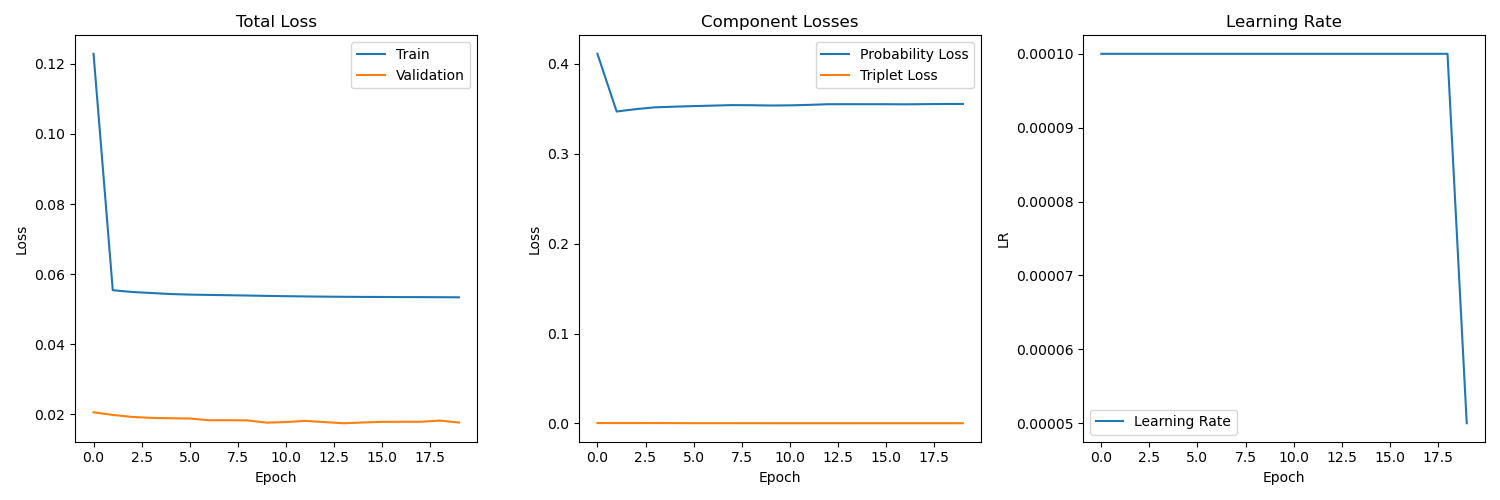 Total Loss
Train
Validation
0.12
0.10
0.08
0.06
0.04
0.02
Loss
0.0 2.5 5.0 7.5 10.0 12.5 15.0 17.5
Epoch
Component Losses
Probability Loss
Triplet Loss
0.4
0.3
0.2
0.1
0.0
Loss
0.0 2.5 5.0 7.5 10.0 12.5 15.0 17.5
Epoch
Learning Rate
0.00010
0.00009
0.00008
0.00007
0.00006
0.00005
LR
Learning Rate
0.0 2.5 5.0 7.5 10.0 12.5 15.0 17.5
Epoch